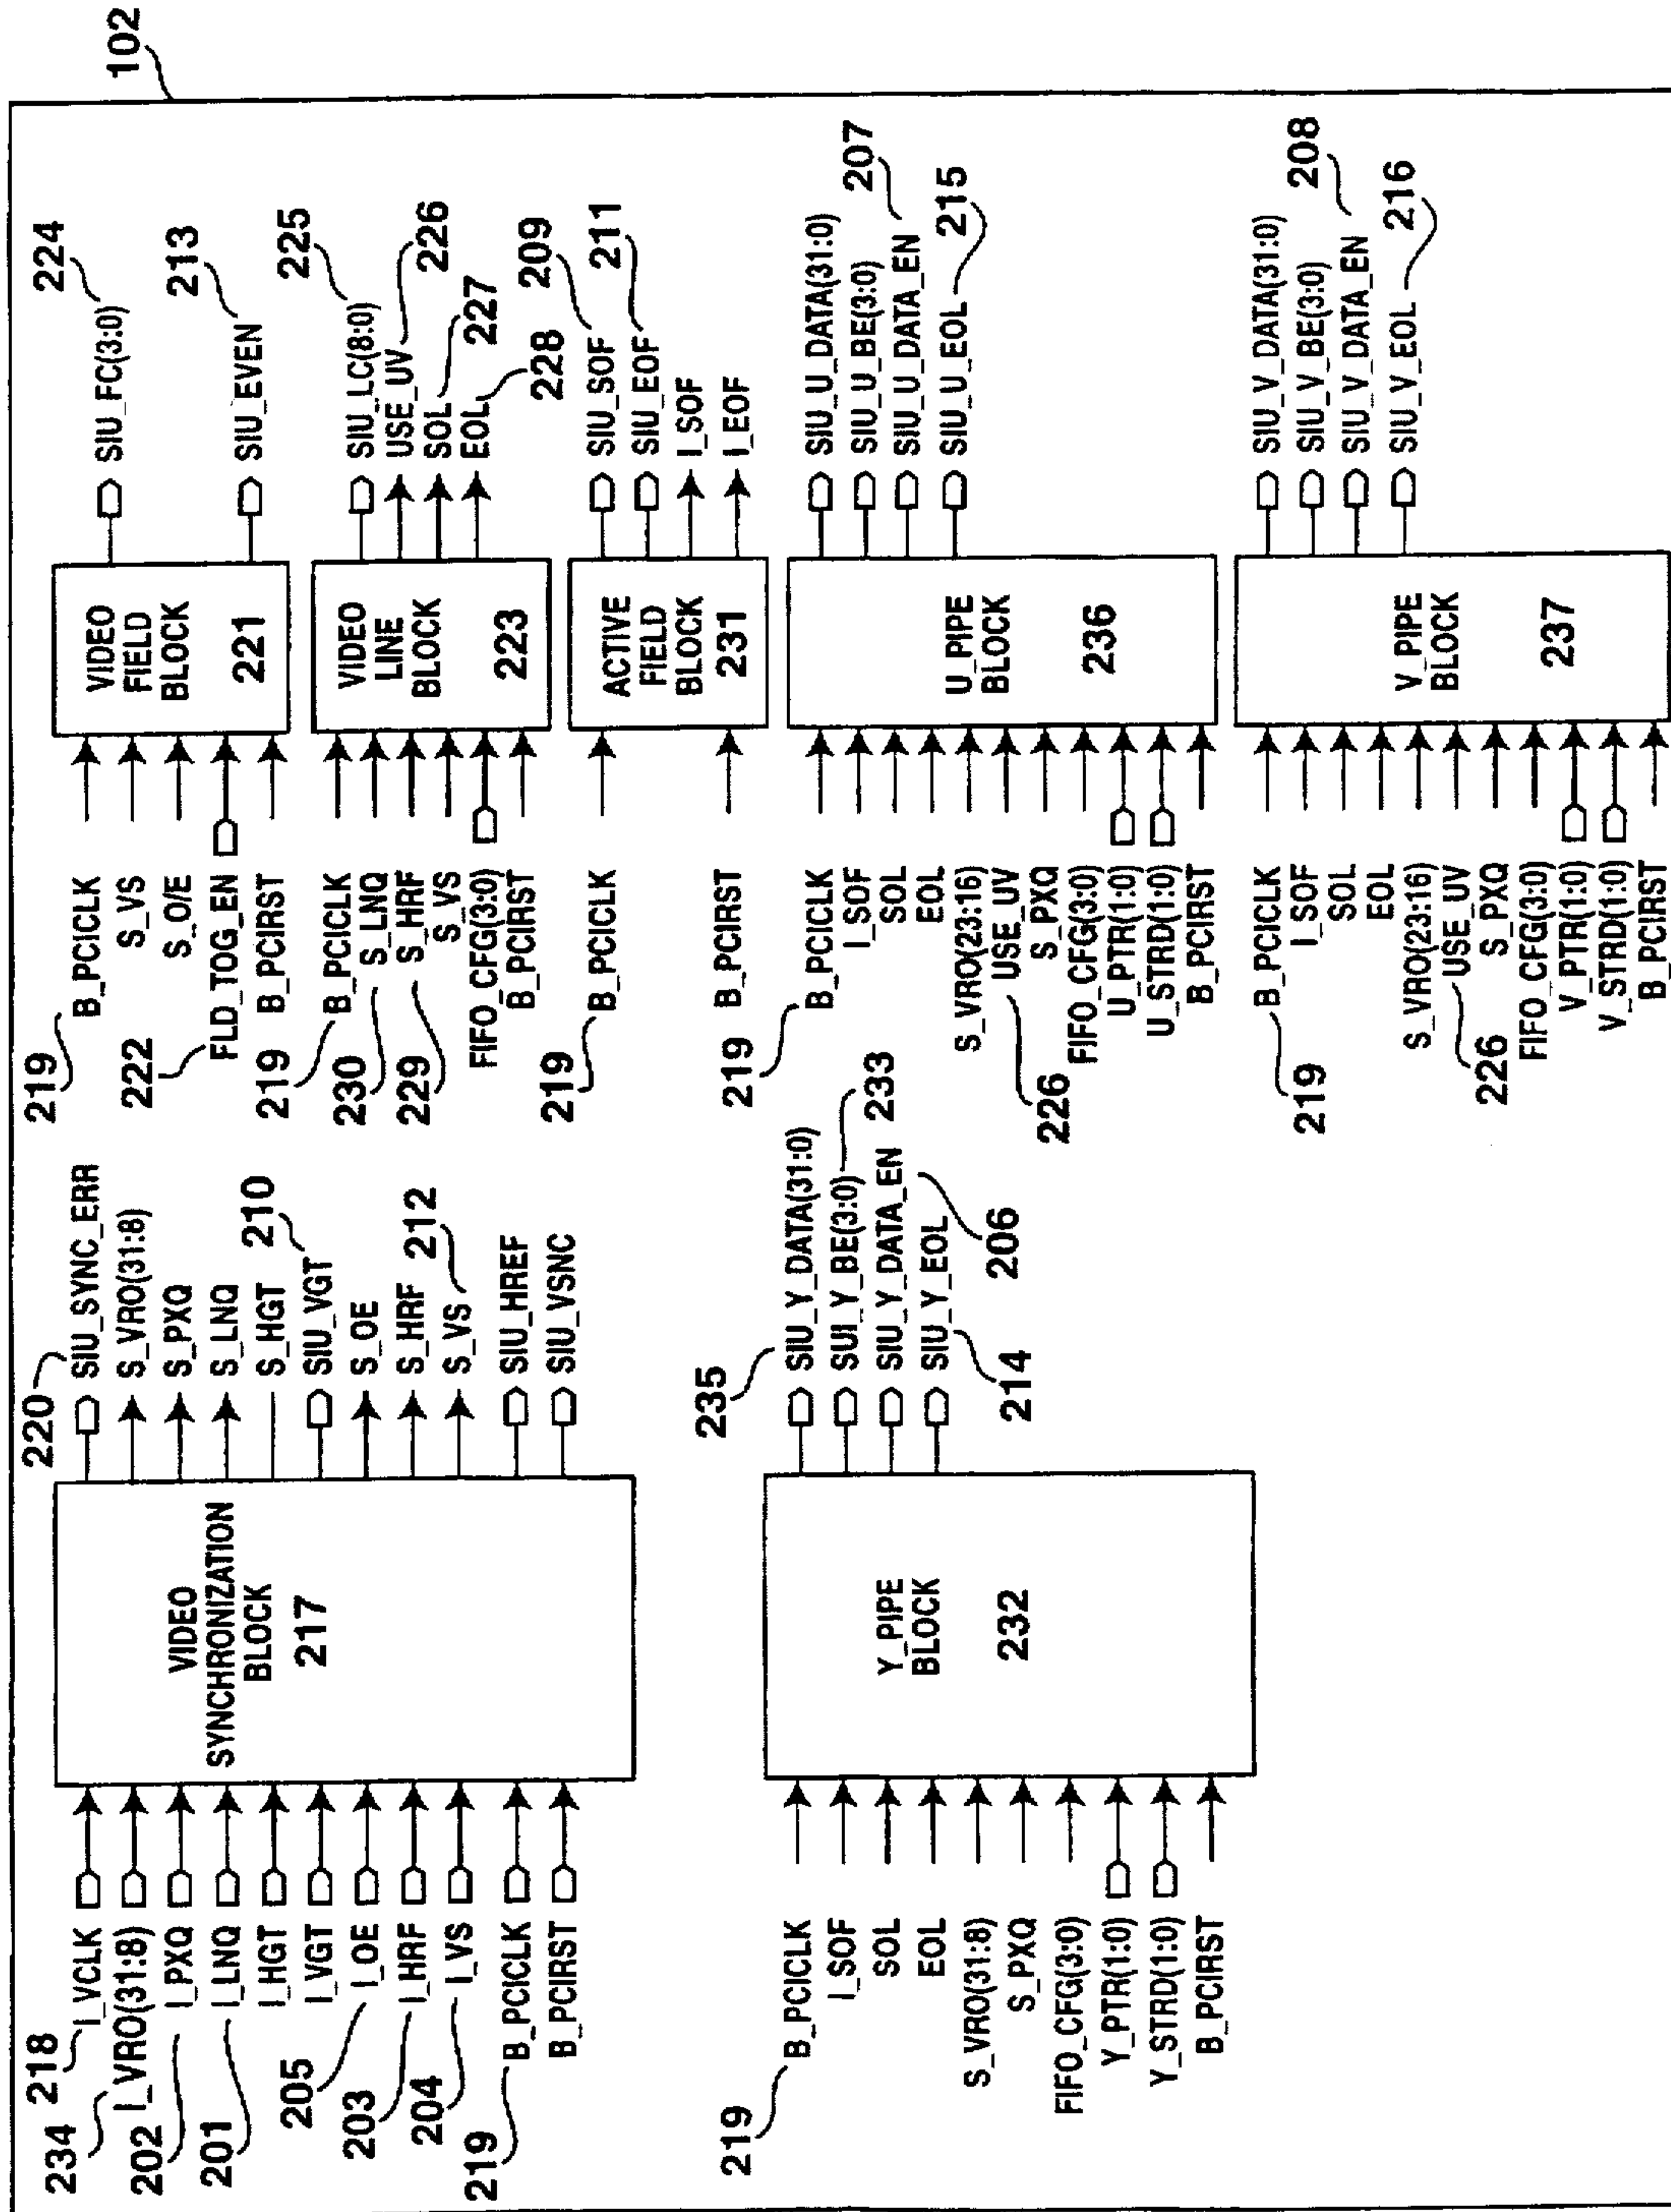 102
220
SIU_SYNC_ERR
S_VRO(31:8)
S_PXQ
S_LNQ
S_HGT
210
SIU_VGT
S_OE
S_HRF
212
S_VS
SIU_HREF
SIU_VSNC
VIDEO
SYNCHRONIZATION
BLOCK
217
218
I_VCLK
234
I_VRO(31:8)
202
I_PXQ
201
I_LNQ
I_HGT
I_VGT
205
I_OE
203
I_HRF
204
I_VS
219
B_PCICLK
B_PCIRST
235
SIU_Y_DATA(31:0)
SUI_Y_BE(3:0)
233
SIU_Y_DATA_EN
206
SIU_Y_EOL
214
Y_PIPE
BLOCK
232
219
B_PCICLK
I_SOF
SOL
EOL
S_VRO(31:8)
S_PXQ
FIFO_CFG(3:0)
Y_PTR(1:0)
Y_STRD(1:0)
B_PCIRST
224
SIU_FC(3:0)
213
SIU_EVEN
VIDEO
FIELD
BLOCK
221
219
B_PCICLK
S_VS
S_O/E
222
FLD_TOG_EN
B_PCIRST
225
SIU_LC(8:0)
USE_UV
226
SOL
227
EOL
228
VIDEO
LINE
BLOCK
223
219
B_PCICLK
230
S_LNQ
229
S_HRF
S_VS
FIFO_CFG(3:0)
B_PCIRST
209
SIU_SOF
SIU_EOF
211
I_SOF
I_EOF
ACTIVE
FIELD
BLOCK
231
219
B_PCICLK
B_PCIRST
SIU_U_DATA(31:0)
SIU_U_BE(3:0)
207
SIU_U_DATA_EN
SIU_U_EOL
215
U_PIPE
BLOCK
236
219
B_PCICLK
I_SOF
SOL
EOL
S_VRO(23:16)
USE_UV
226
S_PXQ
FIFO_CFG(3:0)
U_PTR(1:0)
U_STRD(1:0)
B_PCIRST
SIU_V_DATA(31:0)
SIU_V_BE(3:0)
208
SIU_V_DATA_EN
SIU_V_EOL
216
V_PIPE
BLOCK
237
219
B_PCICLK
I_SOF
SOL
EOL
S_VRO(23:16)
USE_UV
226
S_PXQ
FIFO_CFG(3:0)
V_PTR(1:0)
V_STRD(1:0)
B_PCIRST